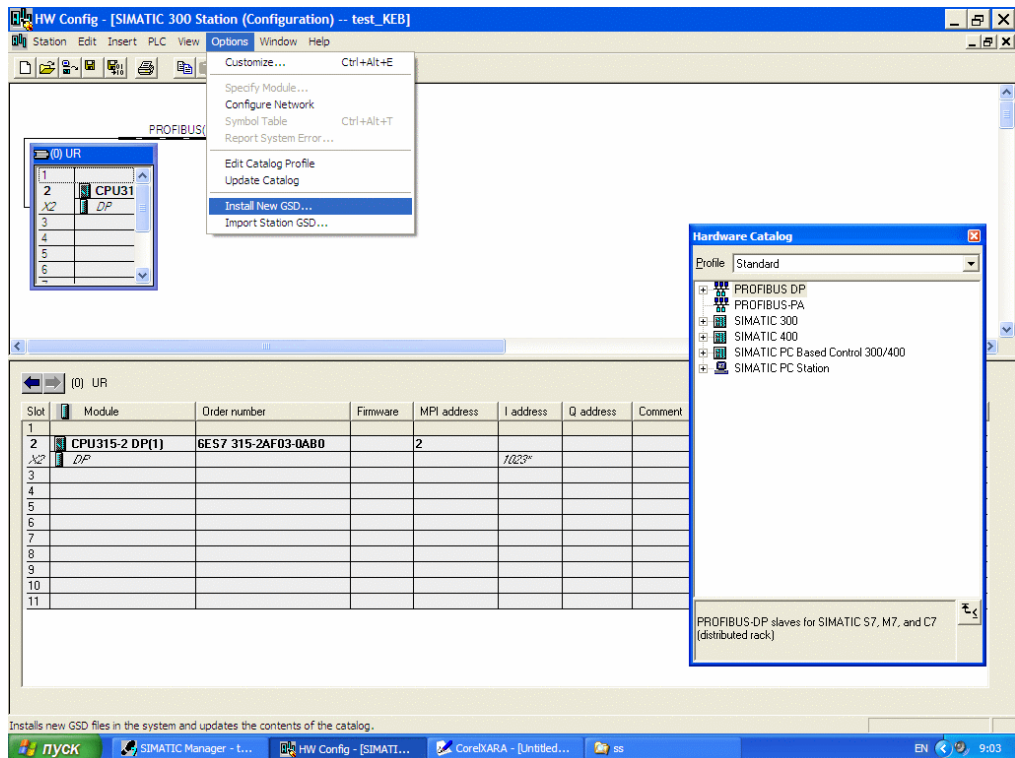 HW Config - [SIMATIC 300 Station (Configuration) -- test_KEB]
Station Edit Insert PLC View Options Window Help
Customize... Ctrl+Alt+E
Specify Module...
Configure Network
Symbol Table Ctrl+Alt+T
Report System Error...
Edit Catalog Profile
Update Catalog
Install New GSD...
Import Station GSD...
PROFIBUS(
(0) UR
1
2 CPU31
X2 DP
3
4
5
6
Hardware Catalog
Profile Standard
PROFIBUS DP
PROFIBUS-PA
SIMATIC 300
SIMATIC 400
SIMATIC PC Based Control 300/400
SIMATIC PC Station
PROFIBUS-DP slaves for SIMATIC S7, M7, and C7
(distributed rack)
(0) UR
Slot Module Order number Firmware MPI address I address Q address Comment
1
2 CPU315-2 DP(1) 6ES7 315-2AF03-0AB0 2
X2 DP 1023*
3
4
5
6
7
8
9
10
11
Installs new GSD files in the system and updates the contents of the catalog.
пуск SIMATIC Manager - t... HW Config - [SIMATI... CorelXARA - [Untitled... ss EN 9:03